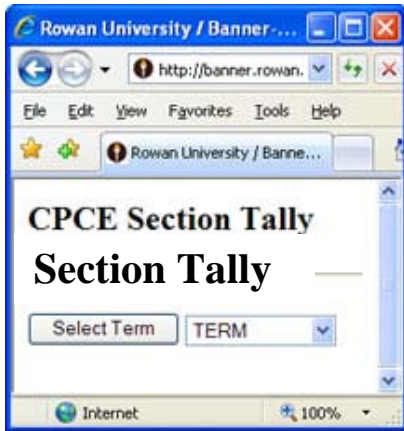 Rowan University / Banner-...
http://banner.rowan.
File Edit View Favorites Tools Help
Rowan University / Banne...
CPCE Section Tally
Section Tally
Select Term TERM
Internet 100%